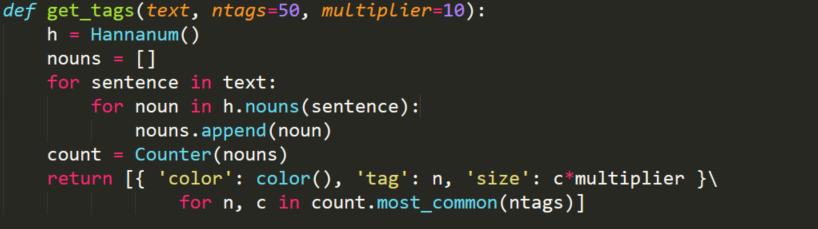 def get_tags(text, ntags=50, multiplier=10):
    h = Hannanum()
    nouns = []
    for sentence in text:
        for noun in h.nouns(sentence):
            nouns.append(noun)
    count = Counter(nouns)
    return [{ 'color': color(), 'tag': n, 'size': c*multiplier }\
                for n, c in count.most_common(ntags)]